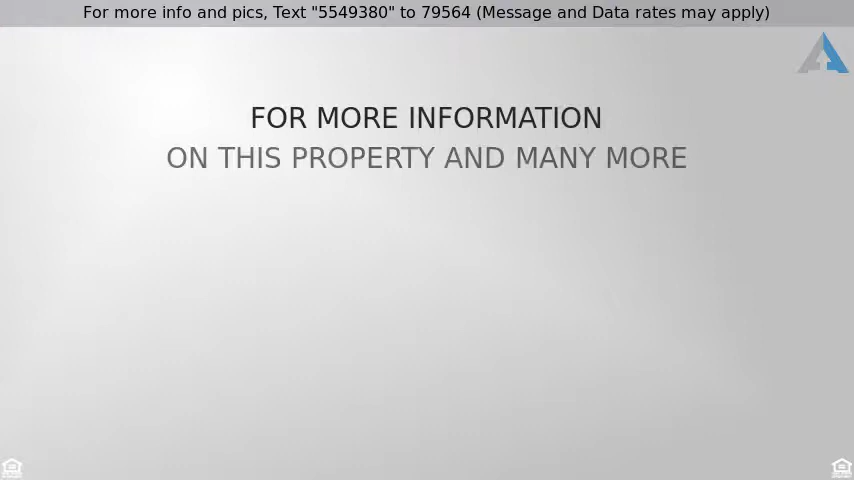 For more info and pics, Text "5549380" to 79564 (Message and Data rates may apply)
FOR MORE INFORMATION
ON THIS PROPERTY AND MANY MORE